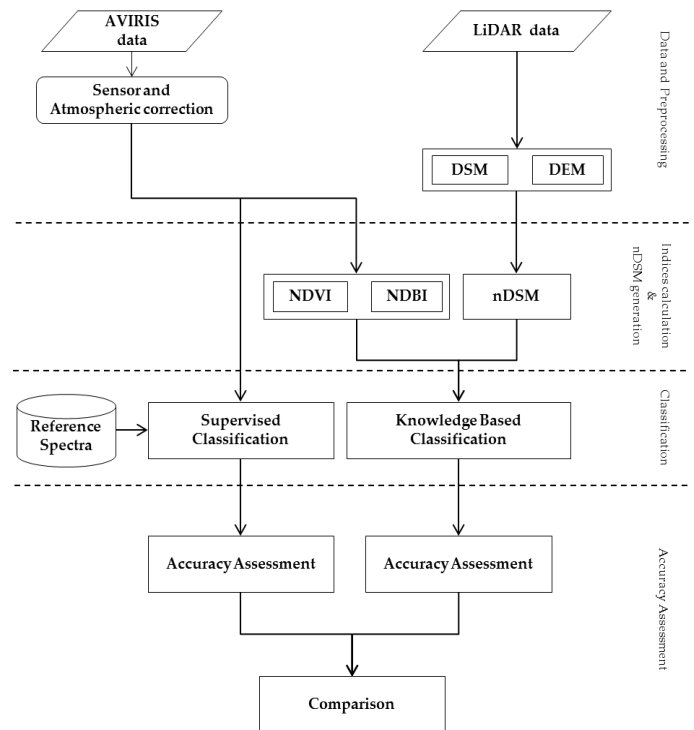 AVIRIS
data
LiDAR data
Sensor and
Atmospheric correction
DSM
DEM
Data and Preprocessing
NDVI
NDBI
nDSM
Indices calculation
&
nDSM generation
Reference
Spectra
Supervised
Classification
Knowledge Based
Classification
Classification
Accuracy Assessment
Accuracy Assessment
Accuracy Assessment
Comparison